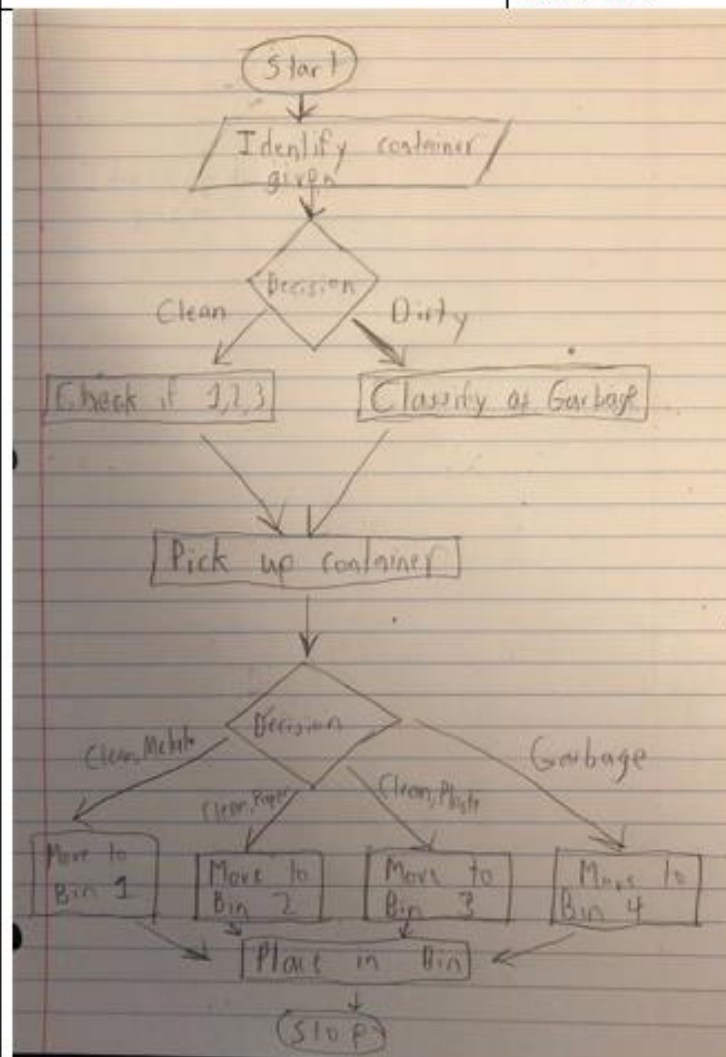 Start
Identify container
given
Decision
Clean
Dirty
Check if 1,2,3
Classify as Garbage
Pick up container
Decision
Clean, Metals
Clean, Paper
Clean, Plastic
Garbage
Move to
Bin 1
Move to
Bin 2
Move to
Bin 3
Move to
Bin 4
Place in Bin
Stop